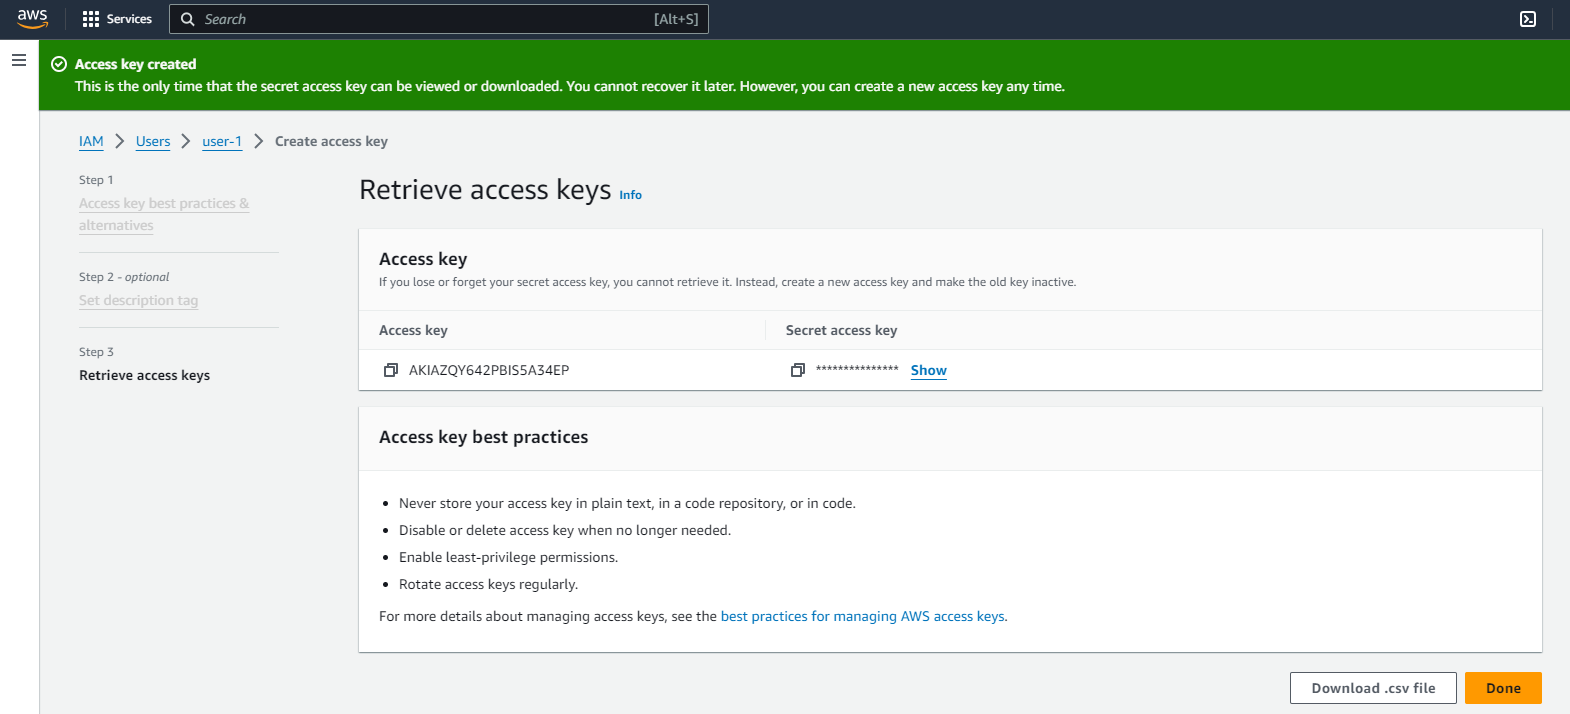 aws
Services
Search
[Alt+S]
Access key created
This is the only time that the secret access key can be viewed or downloaded. You cannot recover it later. However, you can create a new access key any time.
IAM > Users > user-1 > Create access key
Step 1
Access key best practices &
alternatives
Step 2 - optional
Set description tag
Step 3
Retrieve access keys
Retrieve access keys Info
Access key
If you lose or forget your secret access key, you cannot retrieve it. Instead, create a new access key and make the old key inactive.
Access key
Secret access key
AKIAZQY642PBIS5A34EP
*************** Show
Access key best practices
• Never store your access key in plain text, in a code repository, or in code.
• Disable or delete access key when no longer needed.
• Enable least-privilege permissions.
• Rotate access keys regularly.
For more details about managing access keys, see the best practices for managing AWS access keys.
Download .csv file
Done